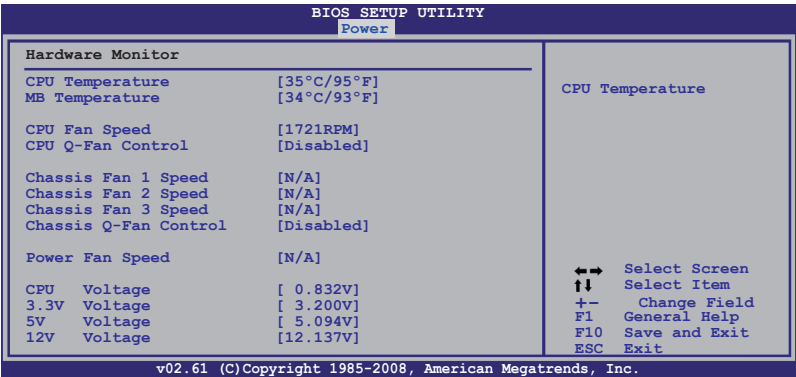 BIOS SETUP UTILITY
Power
Hardware Monitor
CPU Temperature [35°C/95°F]
MB Temperature [34°C/93°F]
CPU Fan Speed [1721RPM]
CPU Q-Fan Control [Disabled]
Chassis Fan 1 Speed [N/A]
Chassis Fan 2 Speed [N/A]
Chassis Fan 3 Speed [N/A]
Chassis Q-Fan Control [Disabled]
Power Fan Speed [N/A]
CPU Voltage [ 0.832V]
3.3V Voltage [ 3.200V]
5V Voltage [ 5.094V]
12V Voltage [12.137V]
CPU Temperature
←→ Select Screen
↑↓ Select Item
+- Change Field
F1 General Help
F10 Save and Exit
ESC Exit
v02.61 (C)Copyright 1985-2008, American Megatrends, Inc.